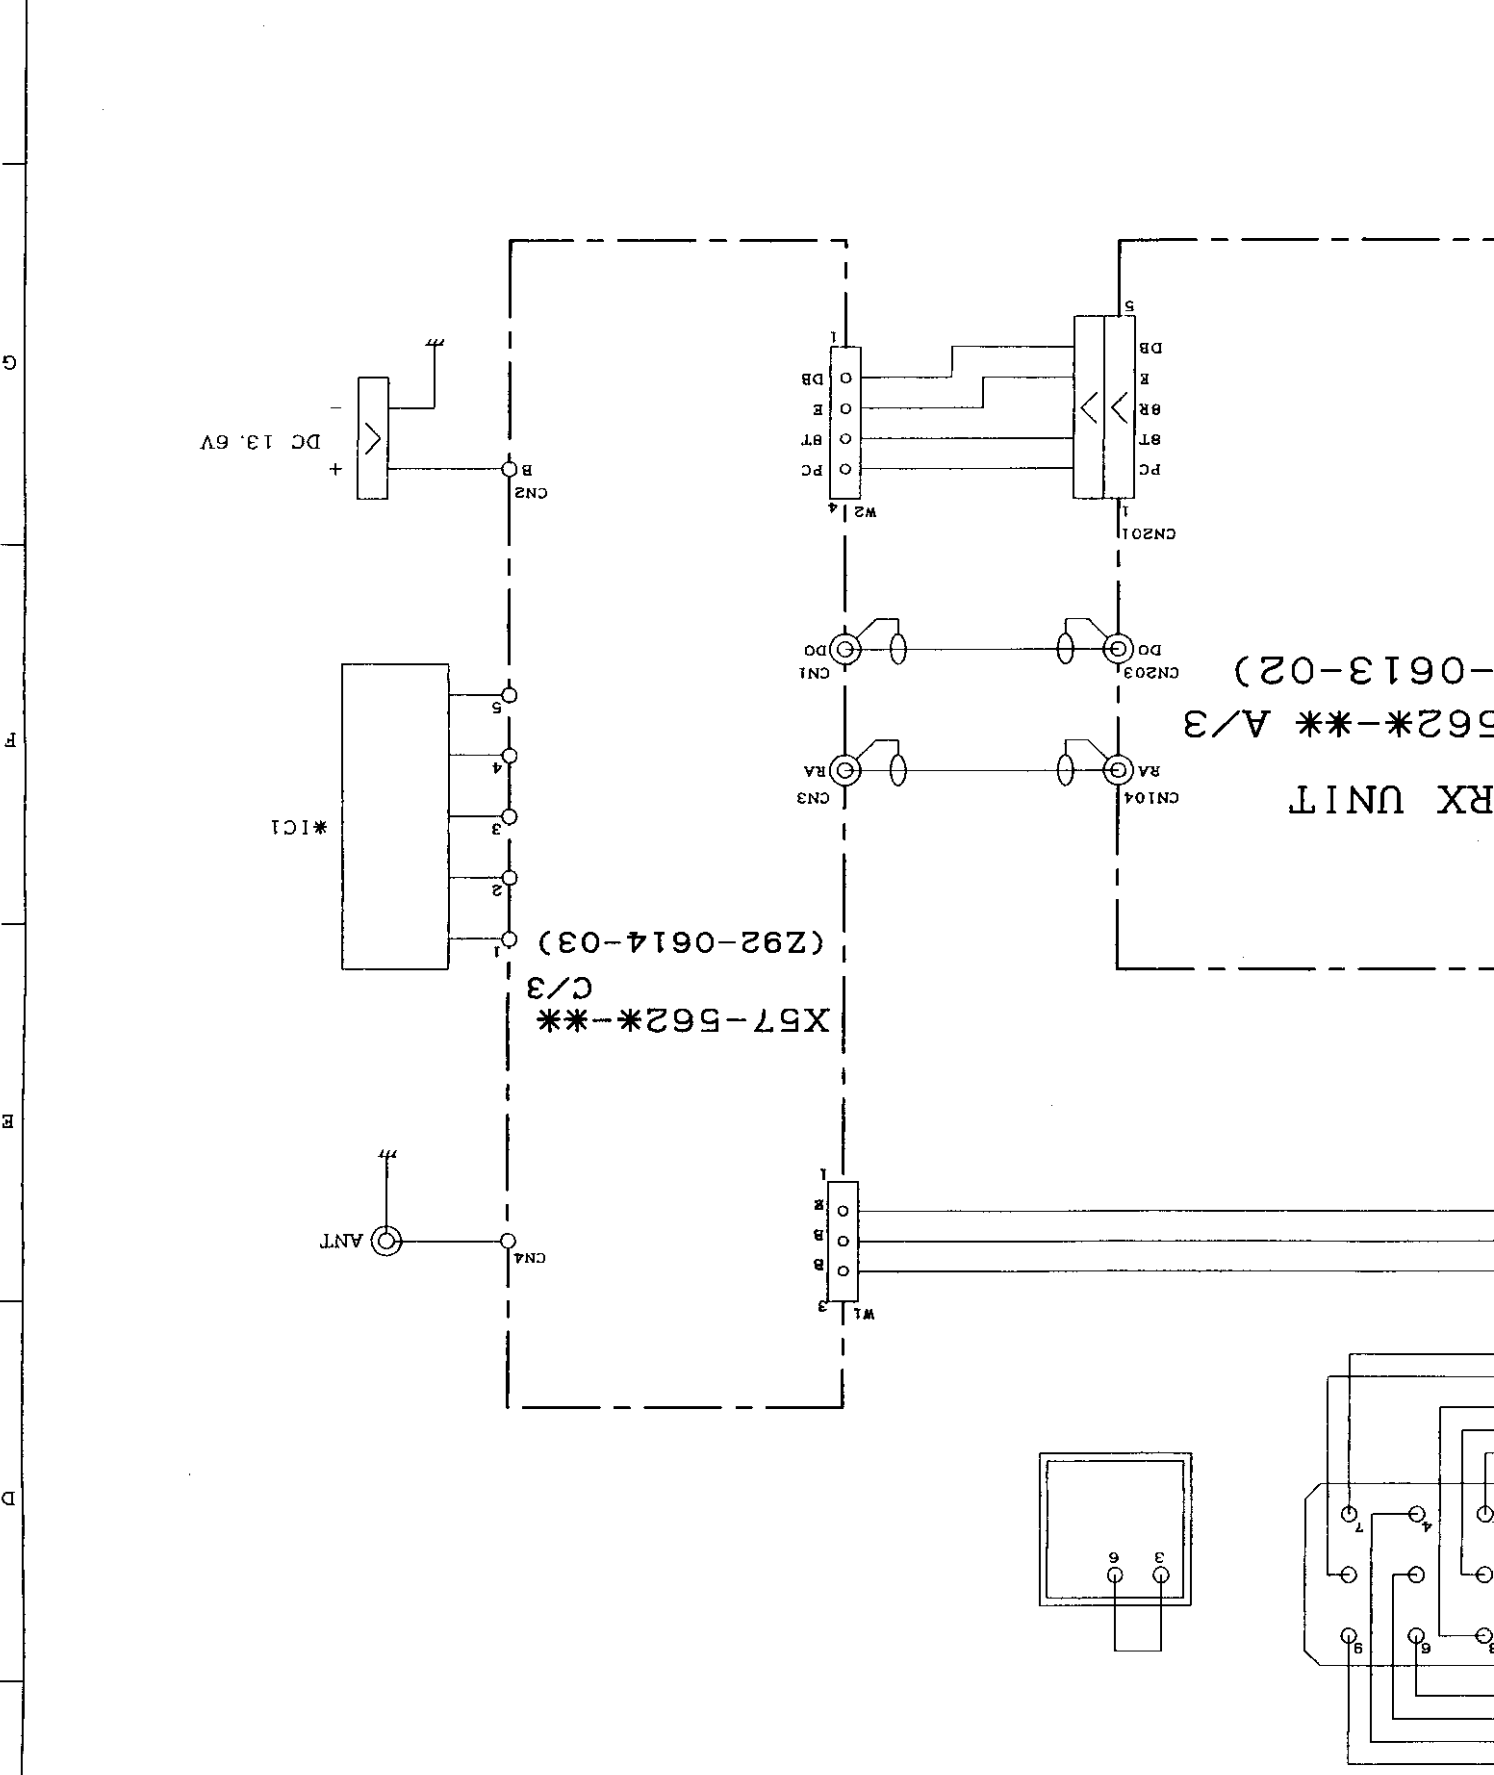 9
6
7
4
3
6
D
W1
3
B
B
E
1
CN4
ANT
E
X57-562*-**
C/3
(Z92-0614-03)
1
2
3
4
5
*IC1
RX UNIT
562*-** A/3
-0613-02)
CN104
RA
CN3
RA
CN203
DO
CN1
DO
F
CN201
1
PC
8T
8R
E
DB
5
W2
4
PC
8T
E
DB
1
CN2
B
+
DC 13.6V
-
G